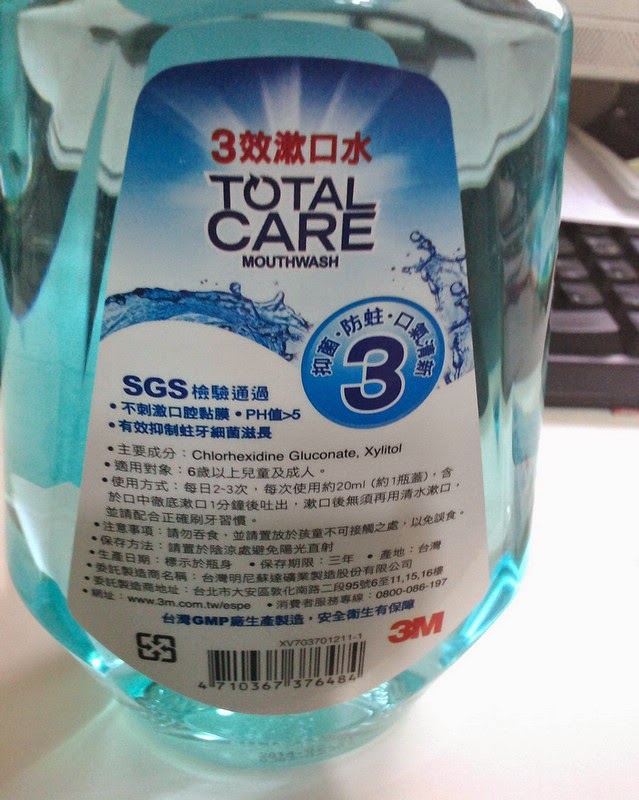 3效漱口水
TOTAL
CARE
MOUTHWASH
抑菌·防蛀·口氣清新
3
SGS檢驗通過
•不刺激口腔黏膜•PH值>5
•有效抑制蛀牙細菌滋長
•主要成分：Chlorhexidine Gluconate, Xylitol
•適用對象：6歲以上兒童及成人。
•使用方式：每日2-3次，每次使用約20ml (約1瓶蓋)，含
於口中徹底漱口1分鐘後吐出，漱口後無須再用清水漱口，
並請配合正確刷牙習慣。
•注意事項：請勿吞食，並請置放於孩童不可接觸之處，以免誤食。
•保存方法：請置於陰涼處避免陽光直射
•生產日期：標示於瓶身 •保存期限：三年 •產地：台灣
•委託製造商名稱：台灣明尼蘇達礦業製造股份有限公司
•委託製造商地址：台北市大安區敦化南路二段95號6至11,15,16樓
•網址：www.3m.com.tw/espe •消費者服務專線：0800-086-197
台灣GMP廠生產製造，安全衛生有保障
3M
XV703701211-1
4 710367 376484